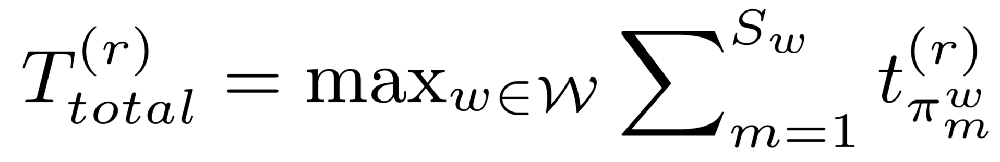 $T_{total}^{(r)} = \max_{w \in \mathcal{W}} \sum_{m=1}^{S_w} t_{\pi_m^w}^{(r)}$